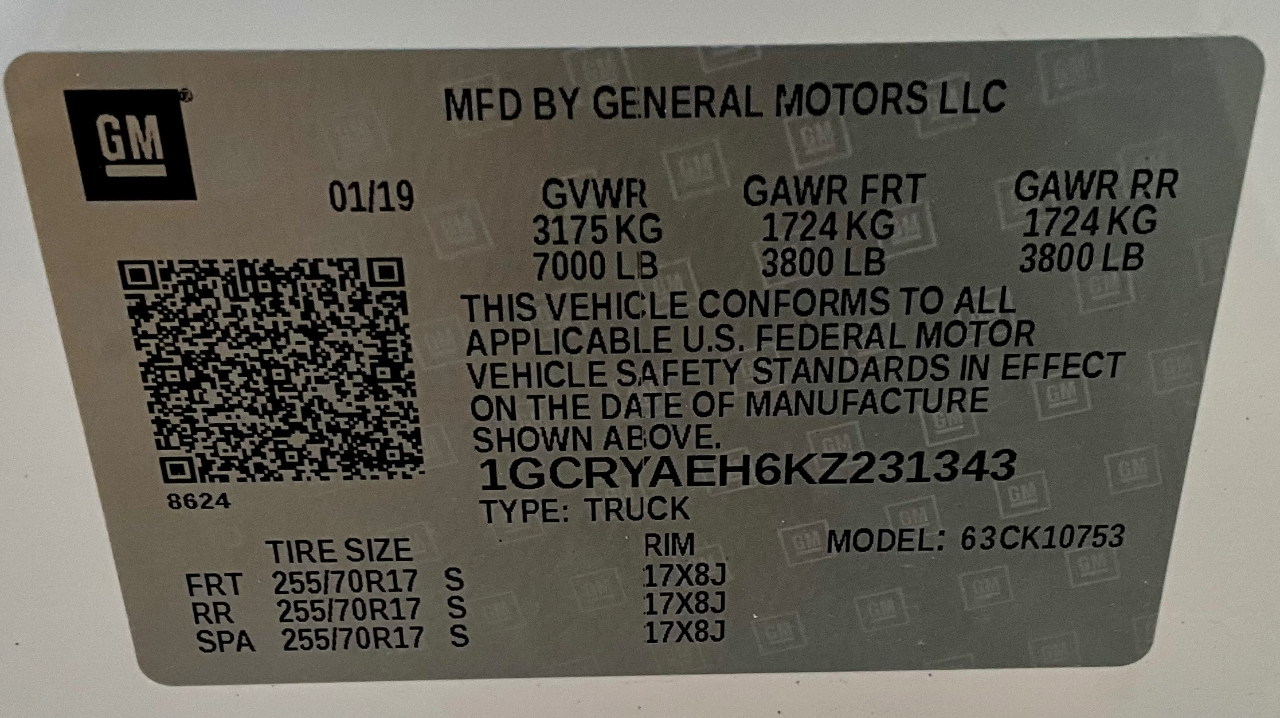 GM
MFD BY GENERAL MOTORS LLC
01/19 GVWR GAWR FRT GAWR RR
3175 KG 1724 KG 1724 KG
7000 LB 3800 LB 3800 LB
THIS VEHICLE CONFORMS TO ALL
APPLICABLE U.S. FEDERAL MOTOR
VEHICLE SAFETY STANDARDS IN EFFECT
ON THE DATE OF MANUFACTURE
SHOWN ABOVE.
1GCRYAEH6KZ231343
8624
TYPE: TRUCK
MODEL: 63CK10753
TIRE SIZE RIM
FRT 255/70R17 S 17X8J
RR 255/70R17 S 17X8J
SPA 255/70R17 S 17X8J